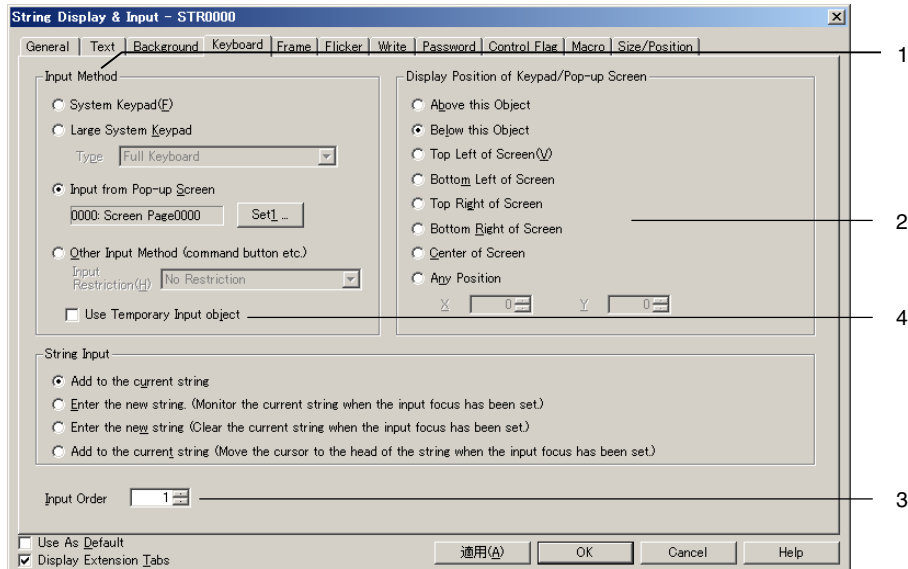 String Display & Input - STR0000
General Text Background Keyboard Frame Flicker Write Password Control Flag Macro Size/Position
1
Input Method
System Keypad(F)
Large System Keypad
Type Full Keyboard
Input from Pop-up Screen
0000: Screen Page0000 Set1 ...
Other Input Method (command button etc.)
Input
Restriction(H) No Restriction
Use Temporary Input object
4
Display Position of Keypad/Pop-up Screen
Above this Object
Below this Object
Top Left of Screen(V)
Bottom Left of Screen
Top Right of Screen
Bottom Right of Screen
Center of Screen
Any Position
X 0 Y 0
2
String Input
Add to the current string
Enter the new string. (Monitor the current string when the input focus has been set.)
Enter the new string (Clear the current string when the input focus has been set.)
Add to the current string (Move the cursor to the head of the string when the input focus has been set.)
Input Order 1
3
Use As Default
Display Extension Tabs
適用(A) OK Cancel Help